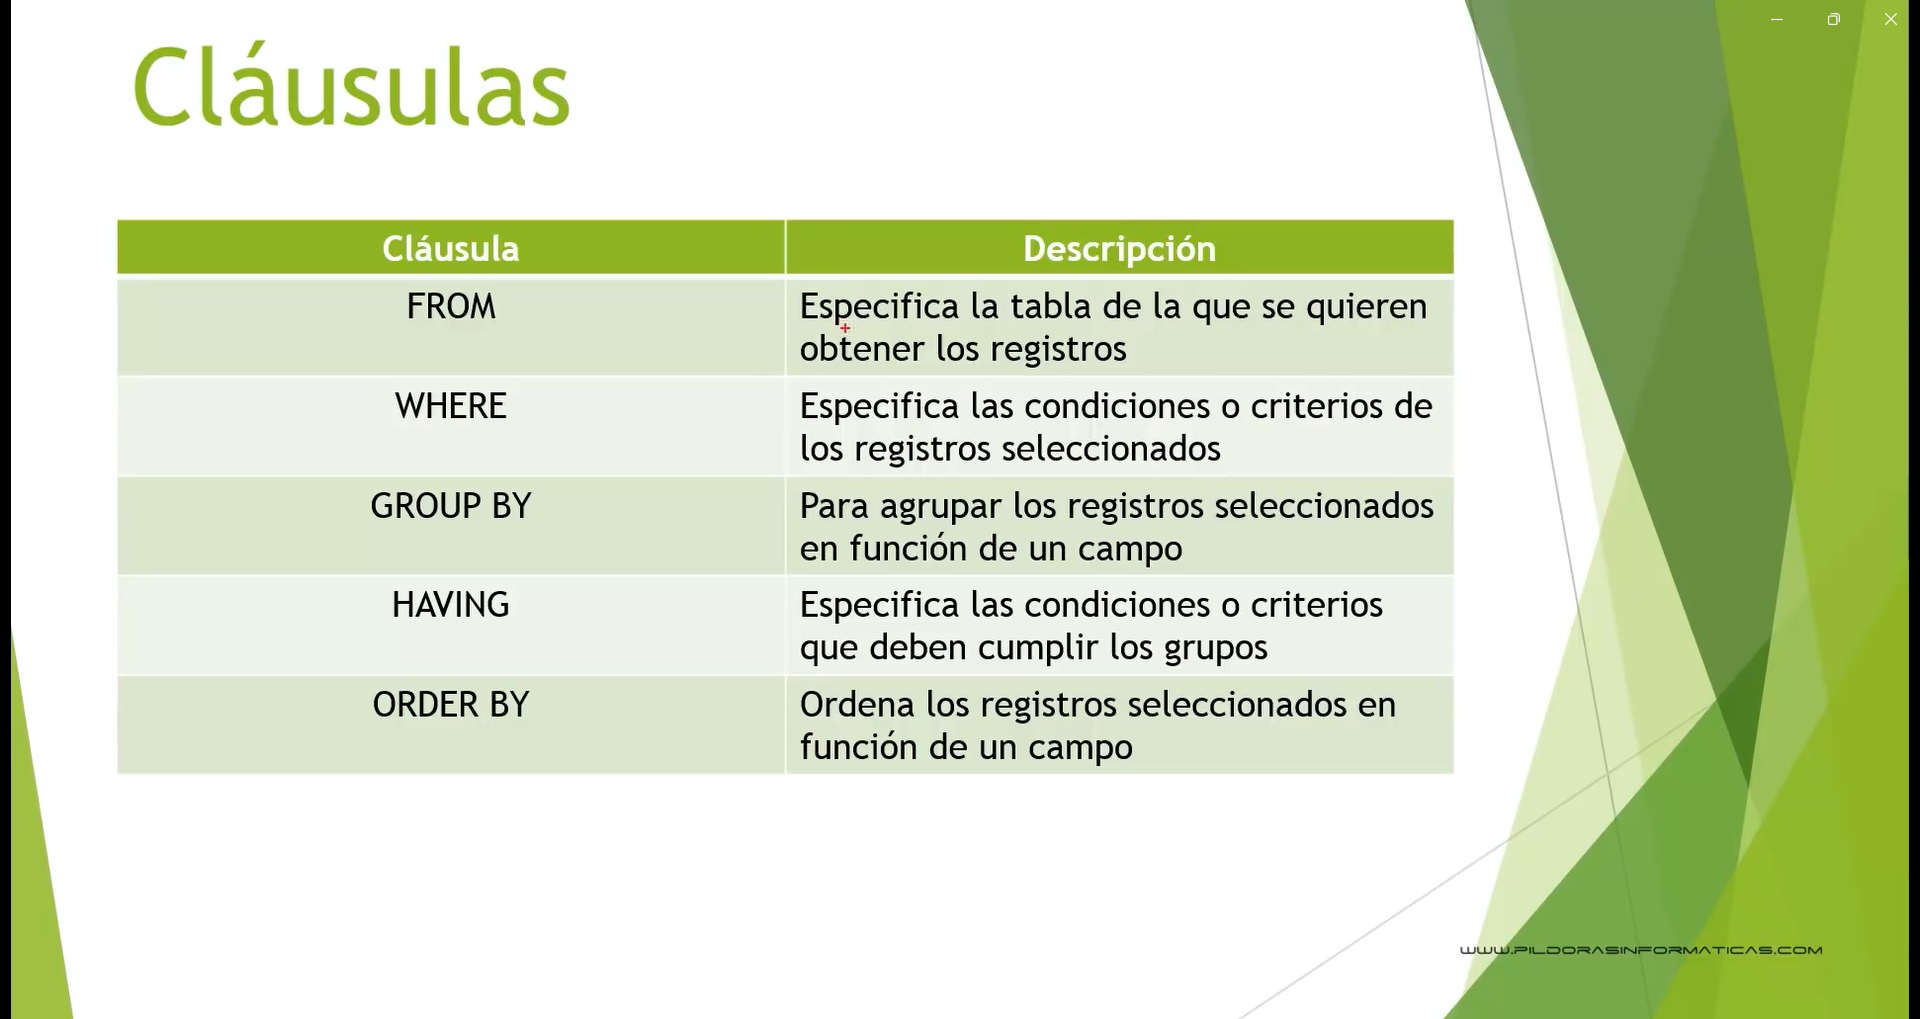 Cláusulas
Cláusula
Descripción
FROM
Especifica la tabla de la que se quieren
obtener los registros
WHERE
Especifica las condiciones o criterios de
los registros seleccionados
GROUP BY
Para agrupar los registros seleccionados
en función de un campo
HAVING
Especifica las condiciones o criterios
que deben cumplir los grupos
ORDER BY
Ordena los registros seleccionados en
función de un campo
WWW.PILDORASINFORMATICAS.COM